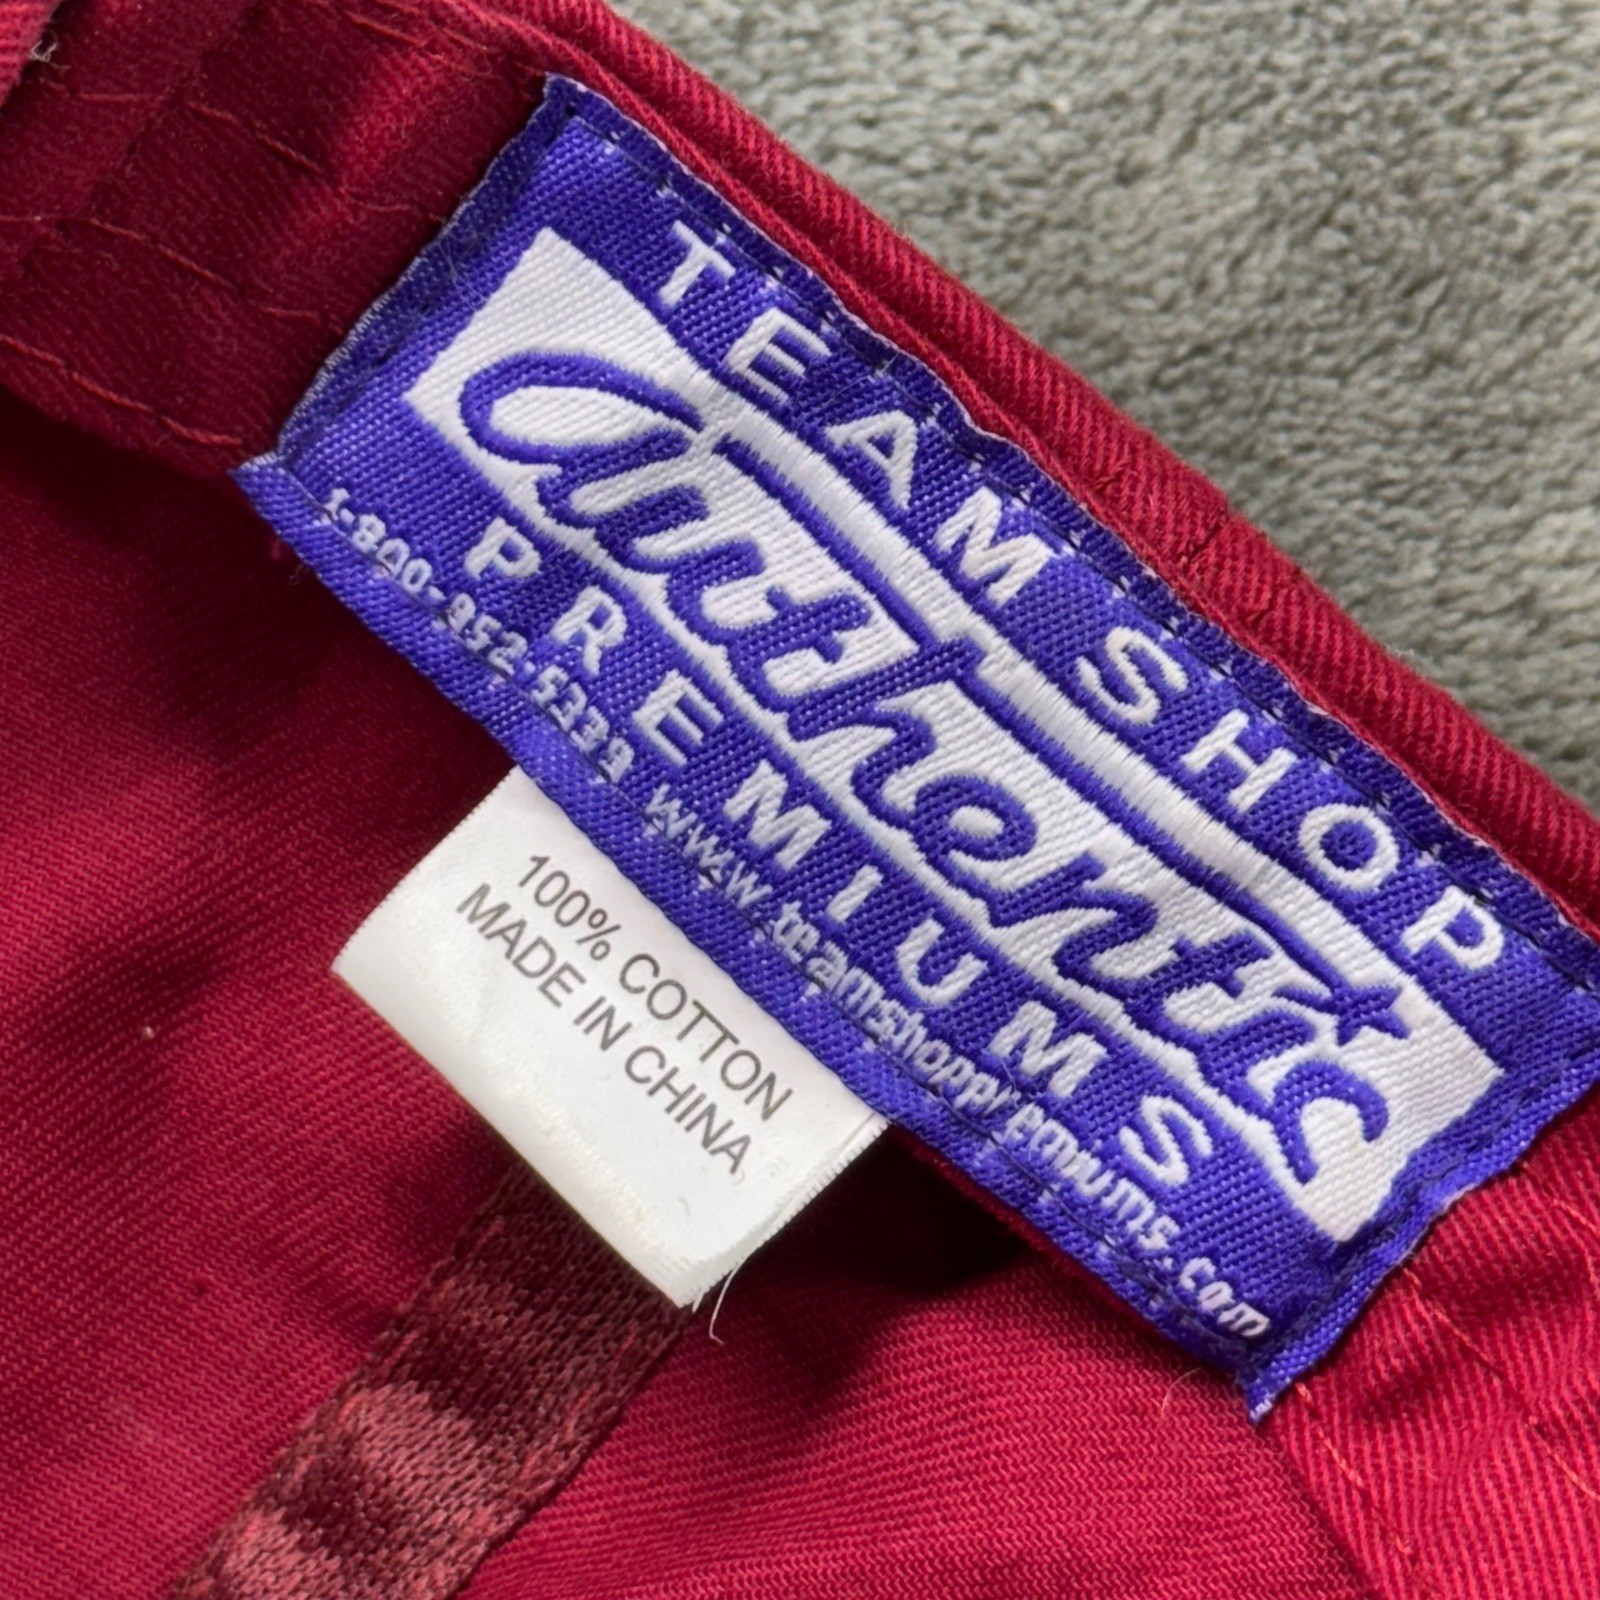 TEAM SHOP
authentic
PREMIUMS
1-800-952-5339 www.teamshoppremiums.com
100% COTTON
MADE IN CHINA